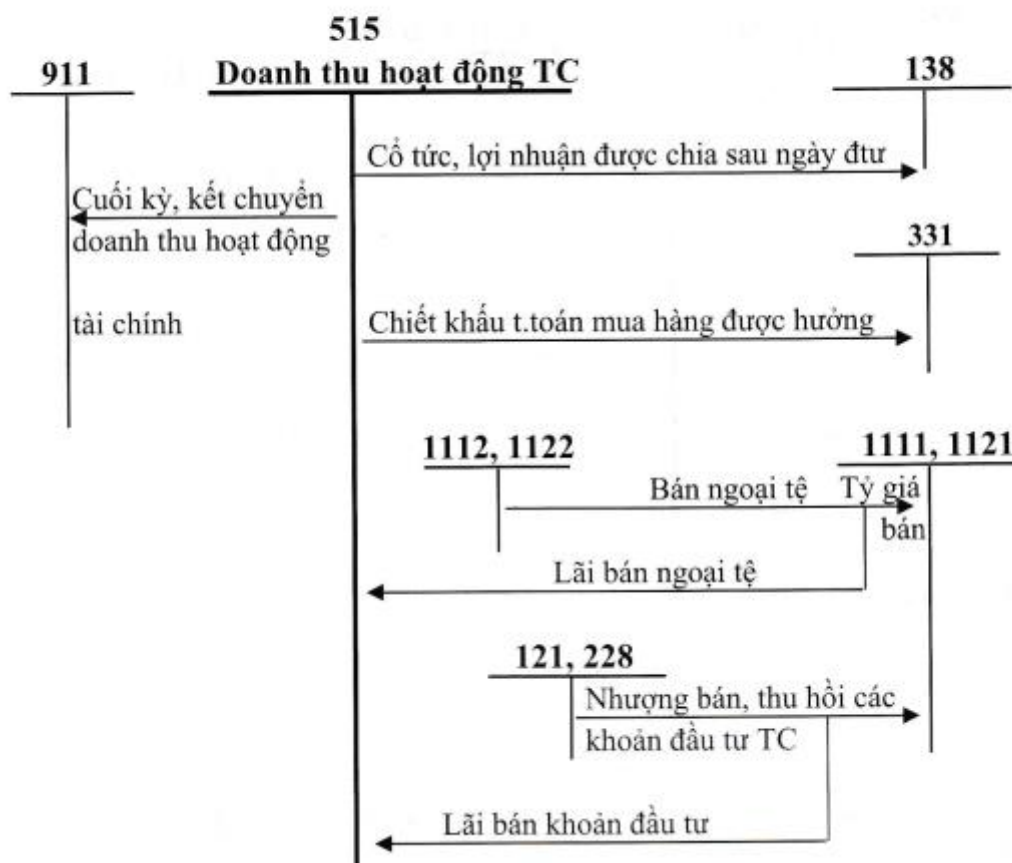 515
911
Doanh thu hoạt động TC
138
Cổ tức, lợi nhuận được chia sau ngày đtư
Cuối kỳ, kết chuyển
doanh thu hoạt động
tài chính
331
Chiết khấu t.toán mua hàng được hưởng
1112, 1122
1111, 1121
Bán ngoại tệ
Tỷ giá
bán
Lãi bán ngoại tệ
121, 228
Nhượng bán, thu hồi các
khoản đầu tư TC
Lãi bán khoản đầu tư